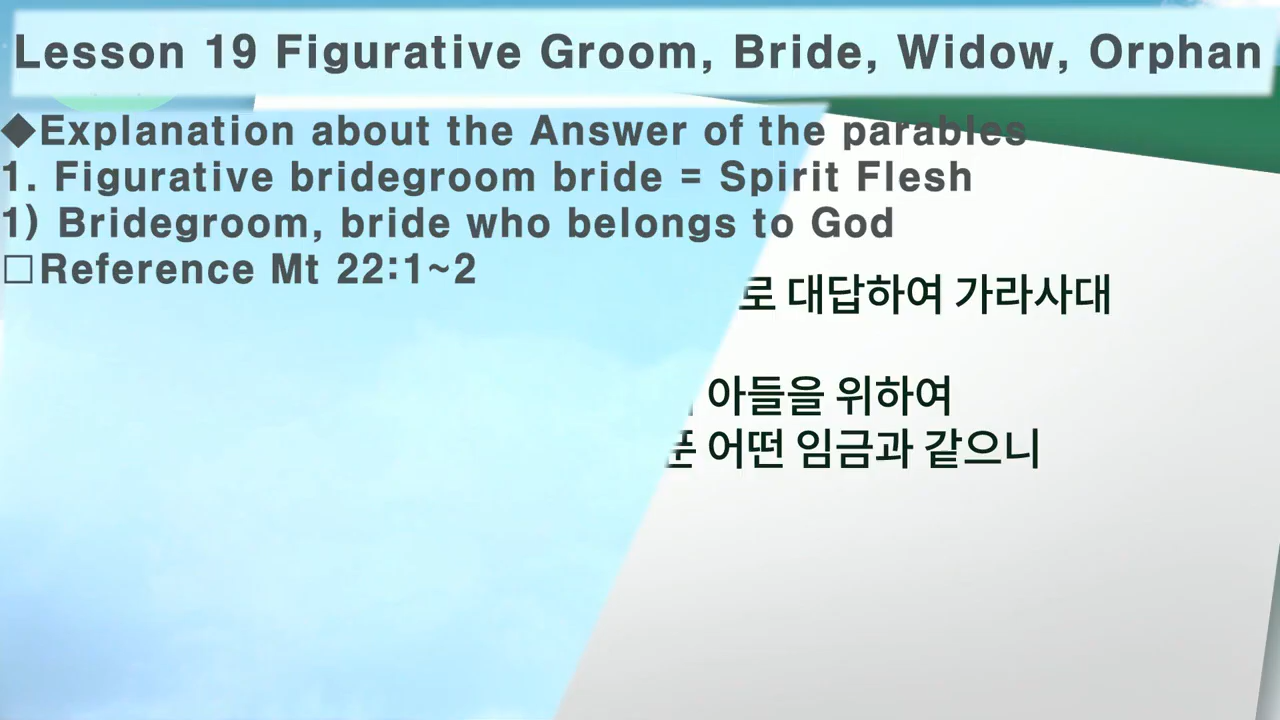 Lesson 19 Figurative Groom, Bride, Widow, Orphan
◆Explanation about the Answer of the parables
1. Figurative bridegroom bride = Spirit Flesh
1) Bridegroom, bride who belongs to God
□Reference Mt 22:1~2
로 대답하여 가라사대
아들을 위하여
어떤 임금과 같으니